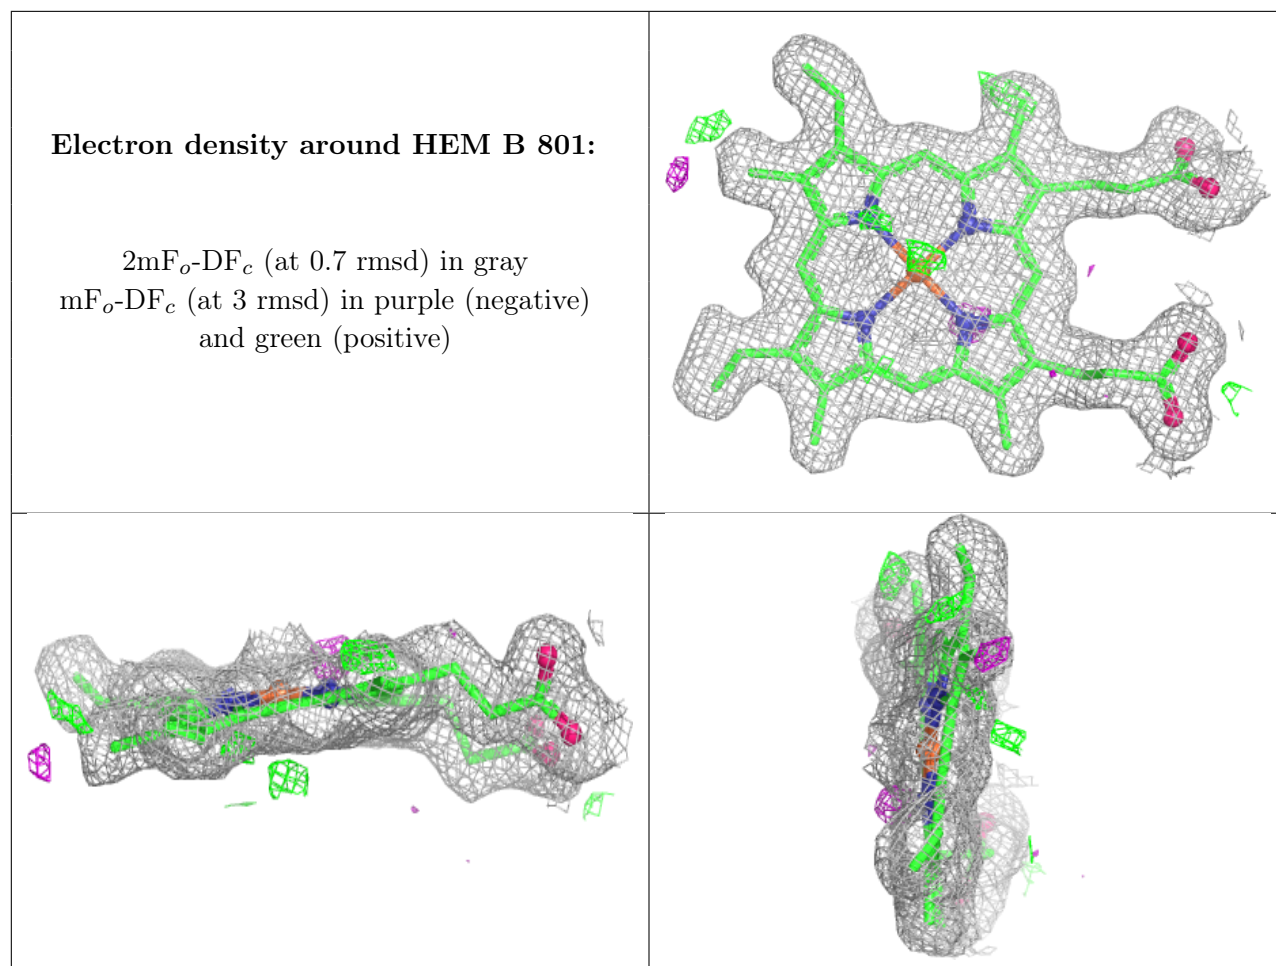 Electron density around HEM B 801:
2mFo-DFc (at 0.7 rmsd) in gray
mFo-DFc (at 3 rmsd) in purple (negative)
and green (positive)